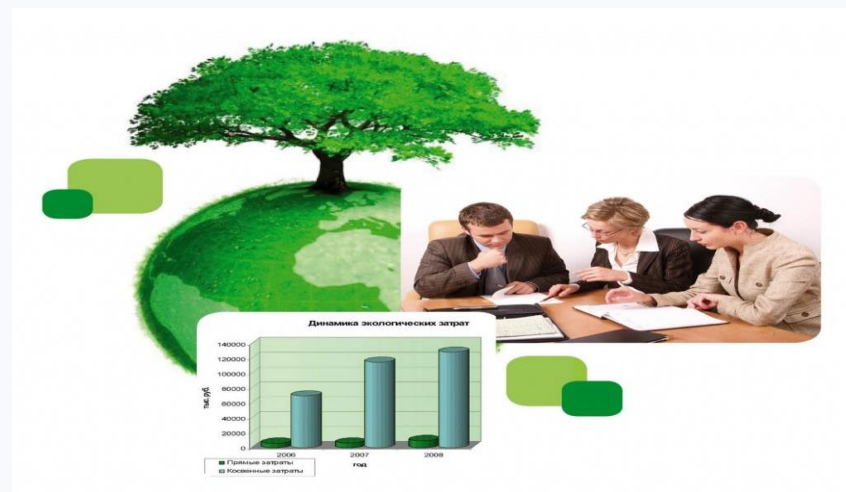 Динамика экологических затрат
140000
120000
100000
80000
60000
40000
20000
0
тыс.руб.
2006 2007 2008
год
Прямые затраты
Косвенные затраты